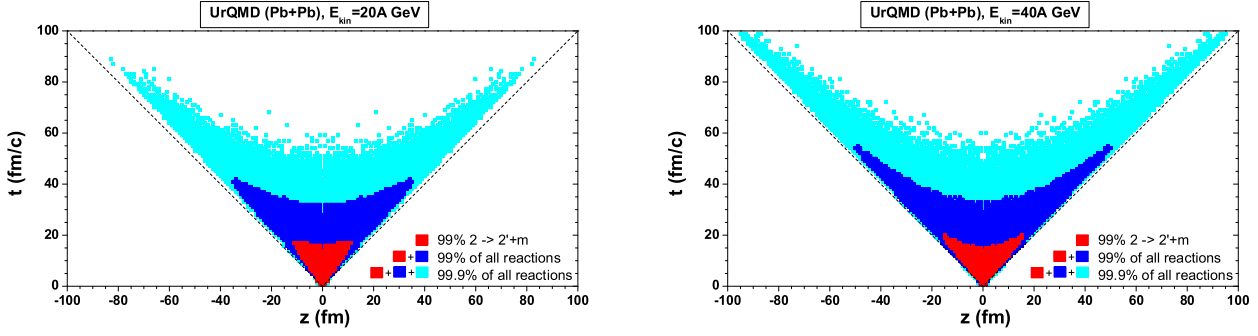 UrQMD (Pb+Pb), E_kin=20A GeV
t (fm/c)
100
80
60
40
20
0
99% 2 -> 2'+m
+ 99% of all reactions
+ + 99.9% of all reactions
-100 -80 -60 -40 -20 0 20 40 60 80 100
z (fm)
UrQMD (Pb+Pb), E_kin=40A GeV
t (fm/c)
100
80
60
40
20
0
99% 2 -> 2'+m
+ 99% of all reactions
+ + 99.9% of all reactions
-100 -80 -60 -40 -20 0 20 40 60 80 100
z (fm)